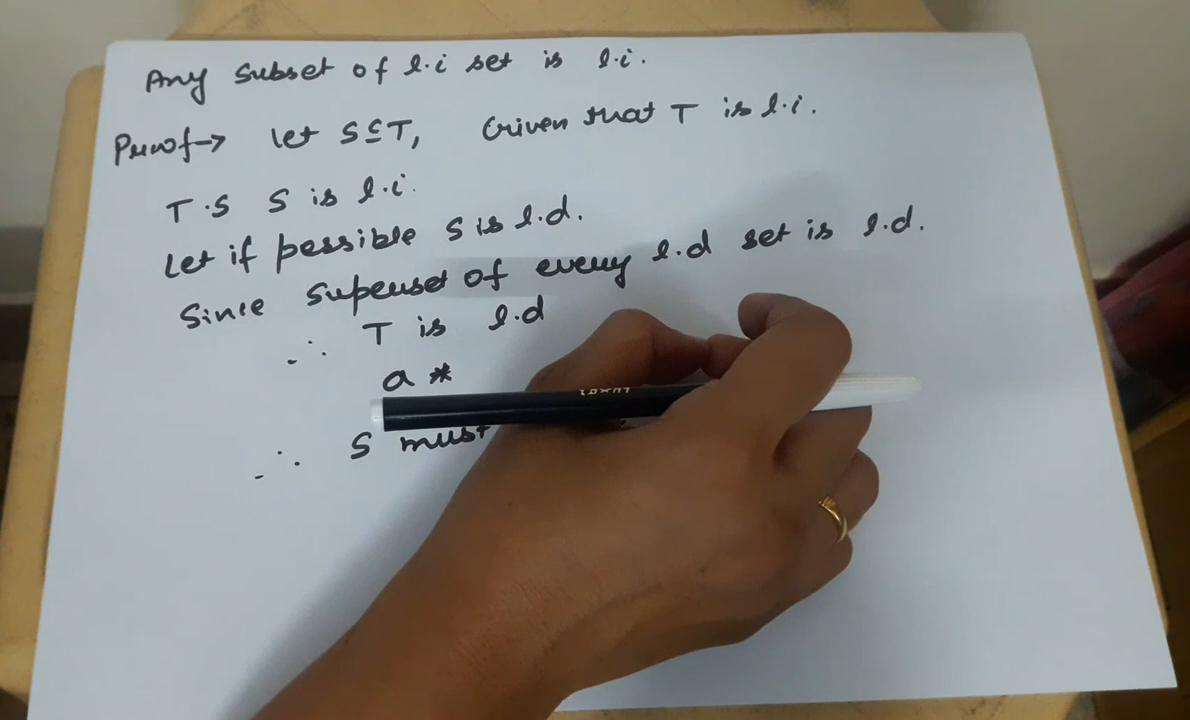 Any subset of l.i set is l.i.
Proof→ let S⊆T, Given that T is l.i.
T.S S is l.i.
Let if possible S is l.d.
Since superset of every l.d set is l.d.
∴ T is l.d
a *
∴ S must
LUXOR